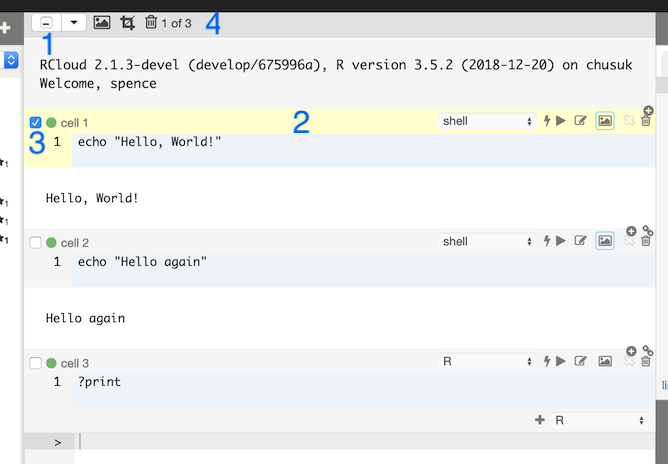 1 of 3 4
1
RCloud 2.1.3-devel (develop/675996a), R version 3.5.2 (2018-12-20) on chusuk
Welcome, spence
cell 1 2 shell
3 1 echo "Hello, World!"
Hello, World!
cell 2 shell
1 echo "Hello again"
Hello again
cell 3 R
1 ?print
R
>